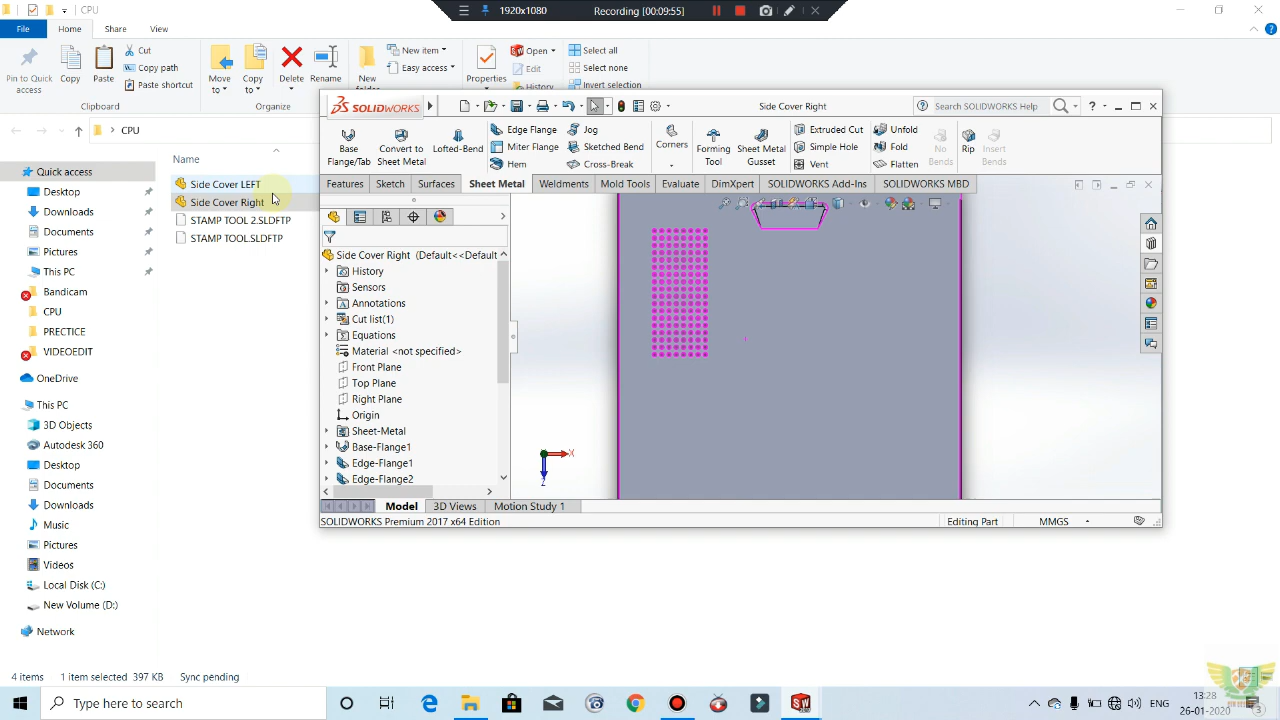 CPU
1920x1080 Recording [00:09:55]
File Home Share View
Pin to Quick access
Copy
Paste
Cut
Copy path
Paste shortcut
Clipboard
Move to
Copy to
Delete
Rename
Organize
New
New item
Easy access
Properties
Open
Edit
History
Select all
Select none
Invert selection
CPU
Name
Quick access
Desktop
Downloads
Documents
Pictures
This PC
Bandicam
CPU
PRECTICE
VIDEOEDIT
OneDrive
This PC
3D Objects
Autodesk 360
Desktop
Documents
Downloads
Music
Pictures
Videos
Local Disk (C:)
New Volume (D:)
Network
Side Cover LEFT
Side Cover Right
STAMP TOOL 2.SLDFTP
STAMP TOOL.SLDFTP
SOLIDWORKS
Side Cover Right
Search SOLIDWORKS Help
Base Flange/Tab
Convert to Sheet Metal
Lofted-Bend
Edge Flange
Miter Flange
Hem
Jog
Sketched Bend
Cross-Break
Corners
Forming Tool
Sheet Metal Gusset
Extruded Cut
Simple Hole
Vent
Unfold
Fold
Flatten
No Bends
Rip
Insert Bends
Features Sketch Surfaces Sheet Metal Weldments Mold Tools Evaluate DimXpert SOLIDWORKS Add-Ins SOLIDWORKS MBD
Side Cover Right (Default<<Default
History
Sensors
Annotations
Cut list(1)
Equations
Material <not specified>
Front Plane
Top Plane
Right Plane
Origin
Sheet-Metal
Base-Flange1
Edge-Flange1
Edge-Flange2
X
Z
Model 3D Views Motion Study 1
SOLIDWORKS Premium 2017 x64 Edition
Editing Part
MMGS
4 items 1 item selected 397 KB Sync pending
Type here to search
13:28
26-01-2020
3